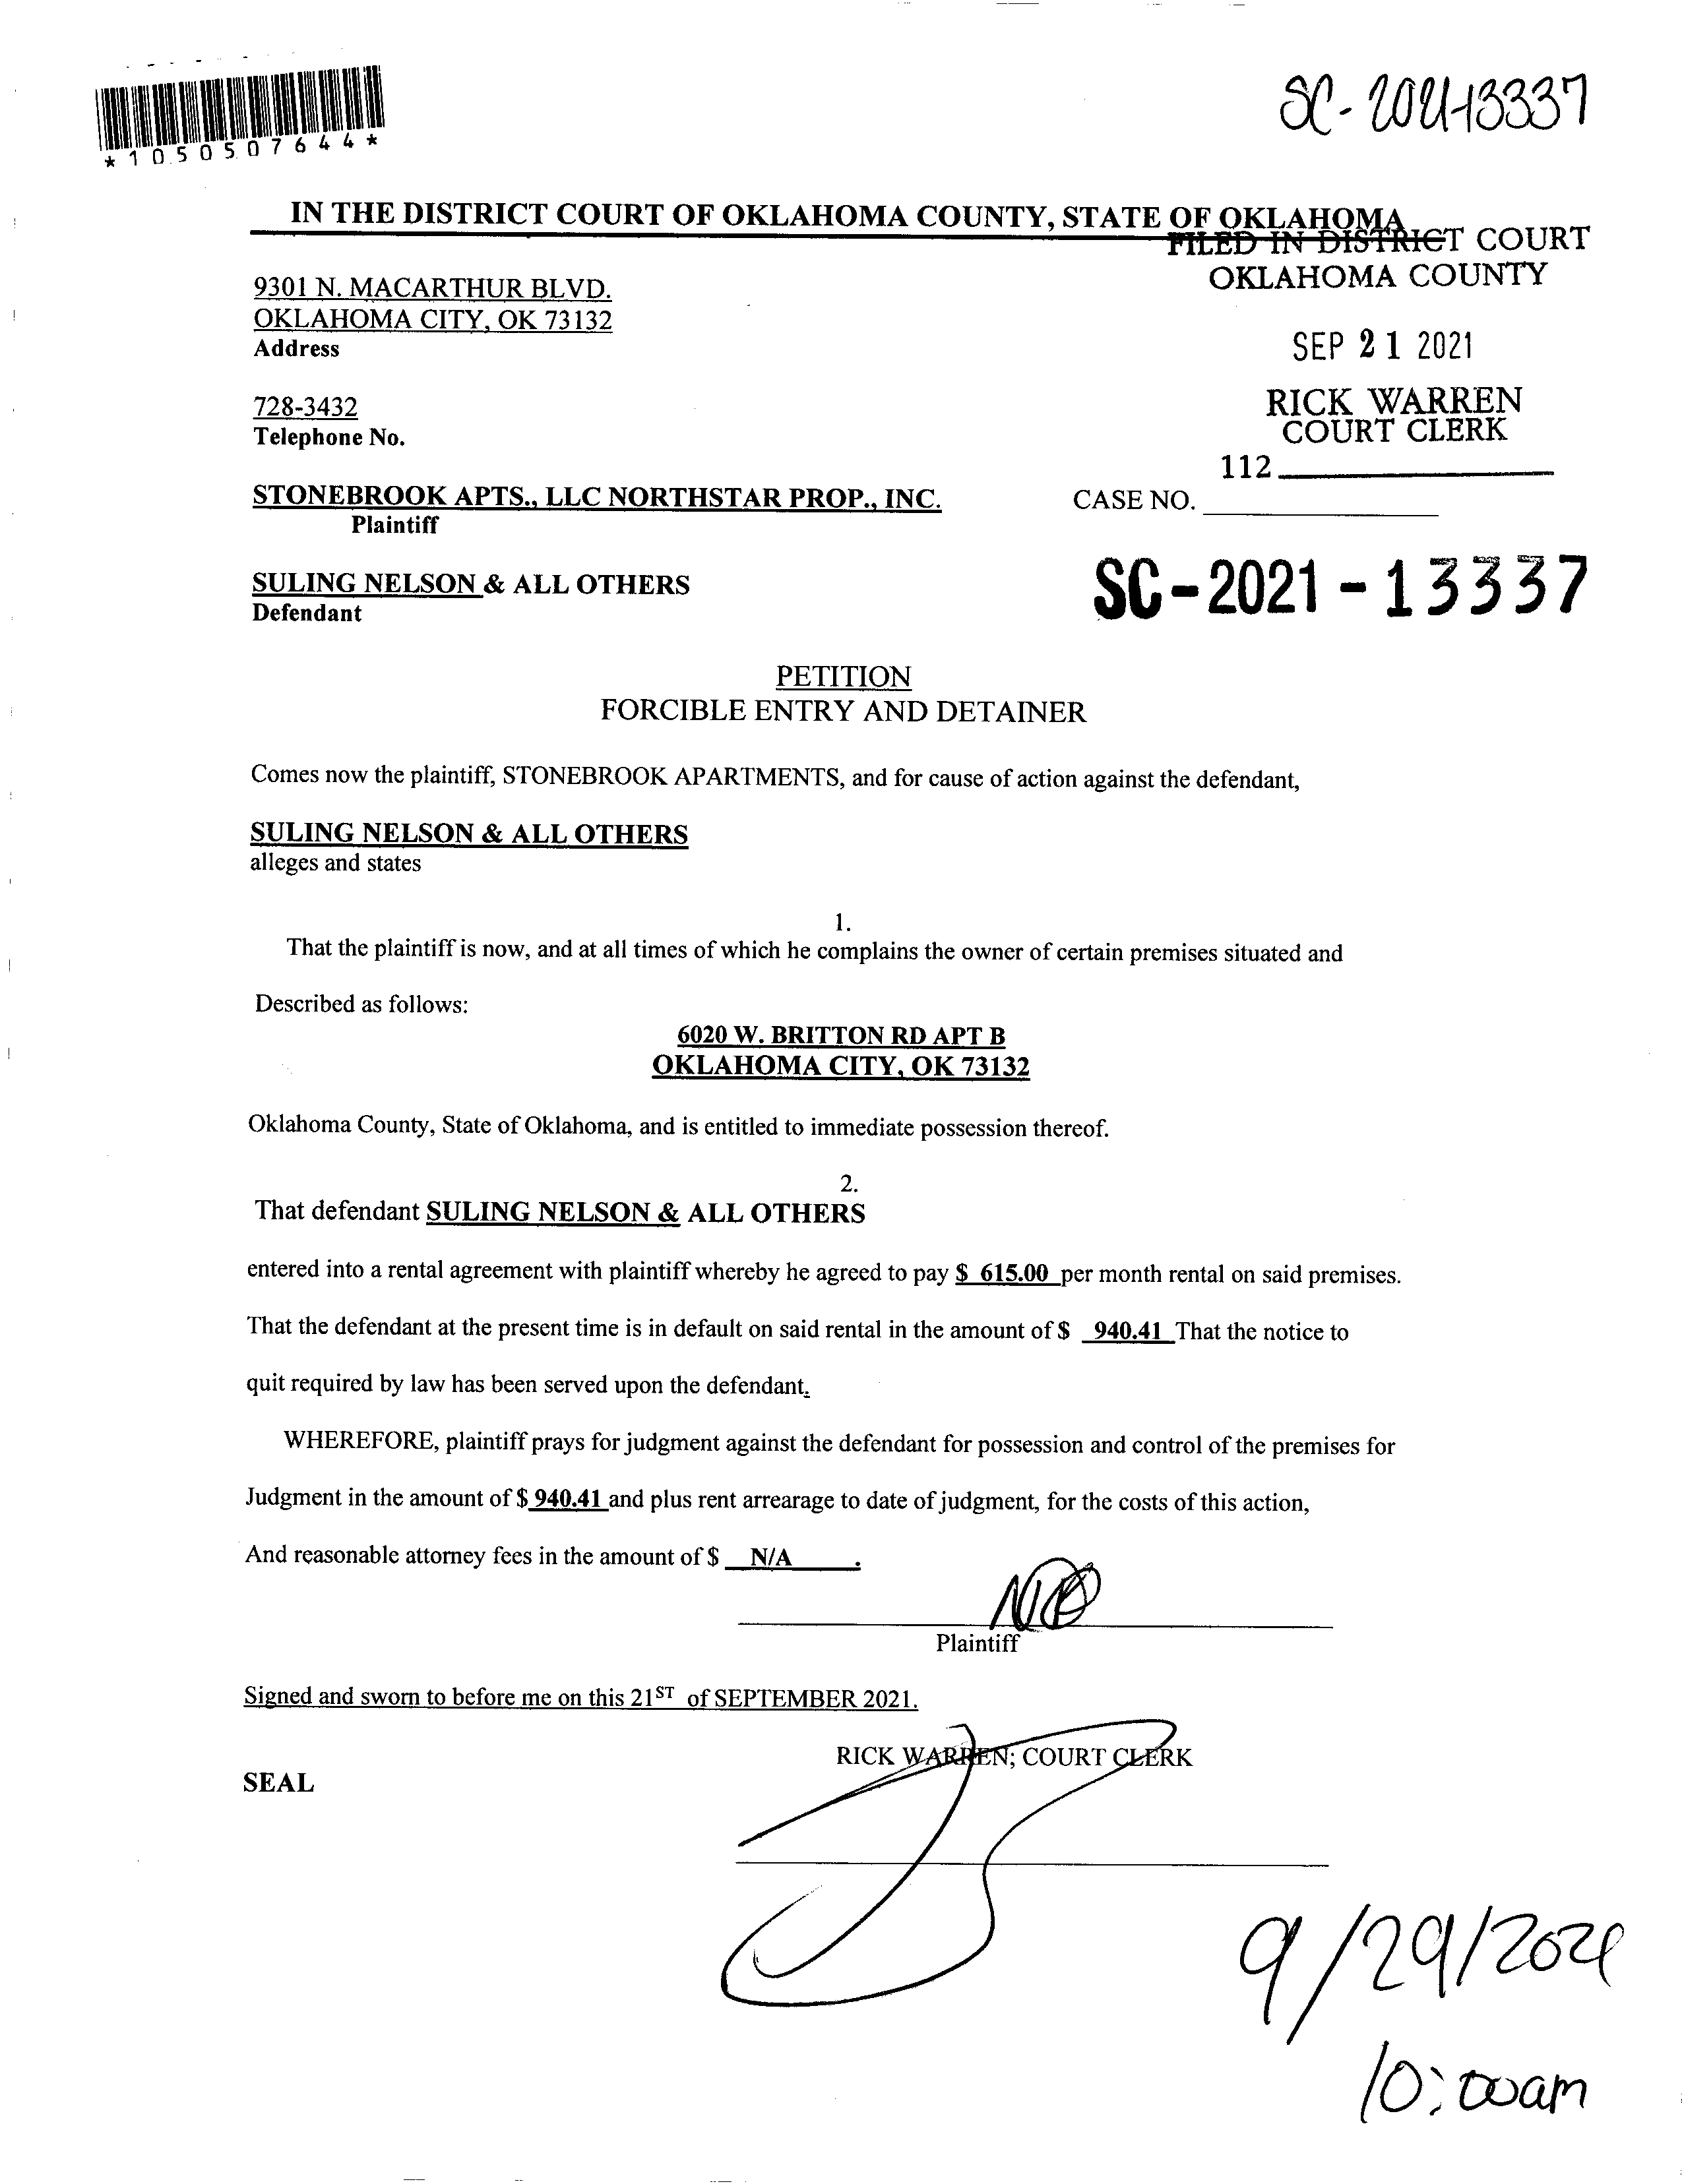 *1050507644*
SC-2021-13337
IN THE DISTRICT COURT OF OKLAHOMA COUNTY, STATE OF OKLAHOMA
FILED IN DISTRICT COURT
OKLAHOMA COUNTY
9301 N. MACARTHUR BLVD.
OKLAHOMA CITY, OK 73132
Address
SEP 21 2021
728-3432
Telephone No.
RICK WARREN
COURT CLERK
112
STONEBROOK APTS., LLC NORTHSTAR PROP., INC.
Plaintiff
CASE NO.
SULING NELSON & ALL OTHERS
Defendant
SC-2021-13337
PETITION
FORCIBLE ENTRY AND DETAINER
Comes now the plaintiff, STONEBROOK APARTMENTS, and for cause of action against the defendant,
SULING NELSON & ALL OTHERS
alleges and states
1.
That the plaintiff is now, and at all times of which he complains the owner of certain premises situated and
Described as follows:
6020 W. BRITTON RD APT B
OKLAHOMA CITY, OK 73132
Oklahoma County, State of Oklahoma, and is entitled to immediate possession thereof.
2.
That defendant SULING NELSON & ALL OTHERS
entered into a rental agreement with plaintiff whereby he agreed to pay $ 615.00 per month rental on said premises.
That the defendant at the present time is in default on said rental in the amount of $ 940.41 That the notice to
quit required by law has been served upon the defendant.
WHEREFORE, plaintiff prays for judgment against the defendant for possession and control of the premises for
Judgment in the amount of $ 940.41 and plus rent arrearage to date of judgment, for the costs of this action,
And reasonable attorney fees in the amount of $ N/A .
Plaintiff
Signed and sworn to before me on this 21ST of SEPTEMBER 2021.
RICK WARREN; COURT CLERK
SEAL
9/29/2021
10:00am